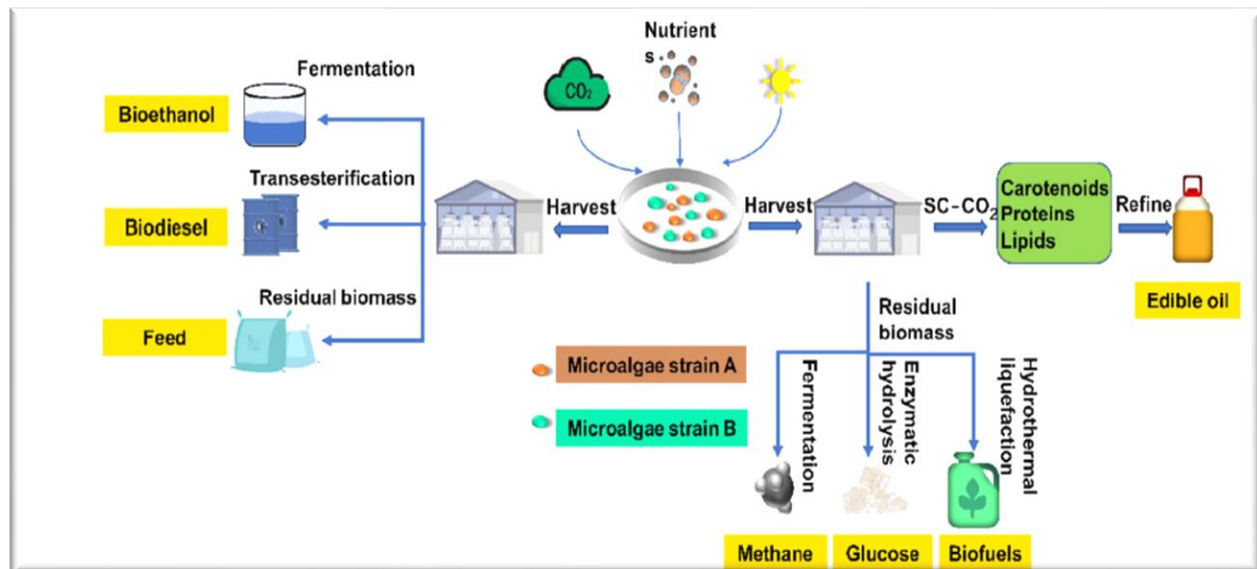 Nutrient
s
CO₂
Fermentation
Bioethanol
Transesterification
Biodiesel
Residual biomass
Feed
Harvest
Harvest
SC-CO₂
Carotenoids
Proteins
Lipids
Refine
Edible oil
Residual
biomass
Microalgae strain A
Microalgae strain B
Fermentation
Enzymatic
hydrolysis
Hydrothermal
liquefaction
Methane
Glucose
Biofuels